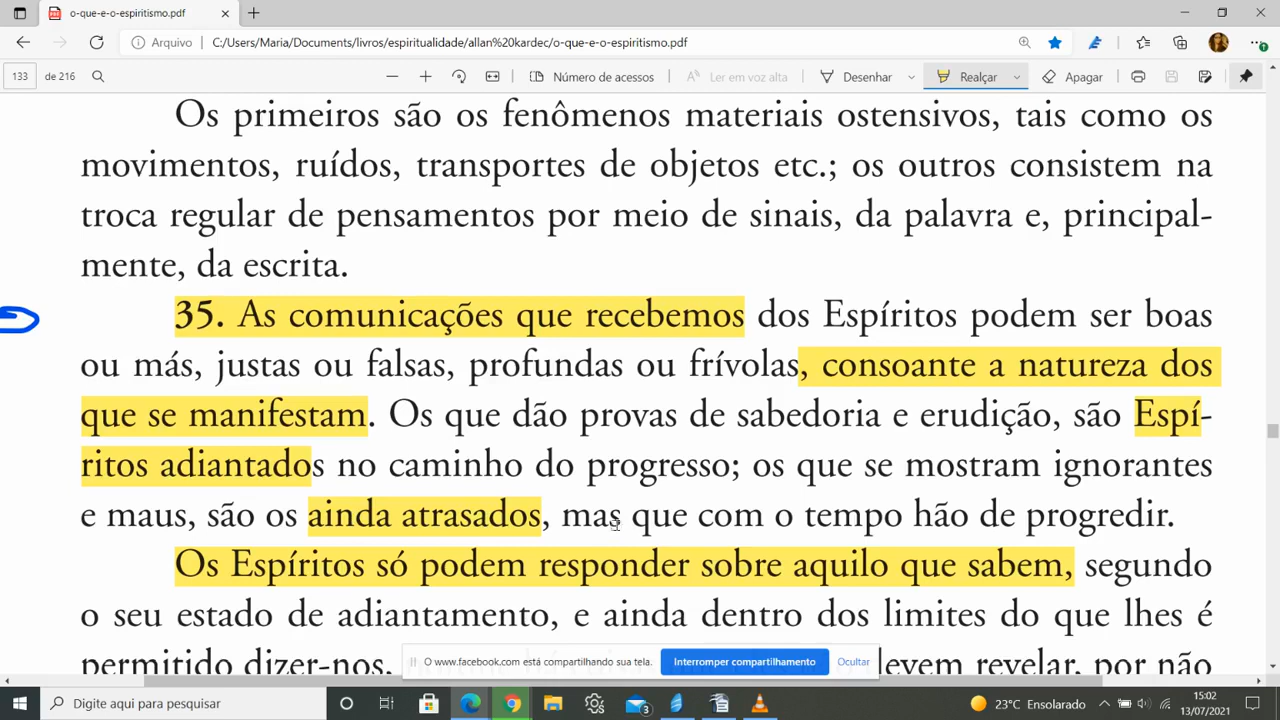 o-que-e-o-espiritismo.pdf
Arquivo C:/Users/Maria/Documents/livros/espiritualidade/allan%20kardec/o-que-e-o-espiritismo.pdf
133 de 216 Número de acessos Ler em voz alta Desenhar Realçar Apagar
Os primeiros são os fenômenos materiais ostensivos, tais como os
movimentos, ruídos, transportes de objetos etc.; os outros consistem na
troca regular de pensamentos por meio de sinais, da palavra e, principal-
mente, da escrita.
35. As comunicações que recebemos dos Espíritos podem ser boas
ou más, justas ou falsas, profundas ou frívolas, consoante a natureza dos
que se manifestam. Os que dão provas de sabedoria e erudição, são Espí-
ritos adiantados no caminho do progresso; os que se mostram ignorantes
e maus, são os ainda atrasados, mas que com o tempo hão de progredir.
Os Espíritos só podem responder sobre aquilo que sabem, segundo
o seu estado de adiantamento, e ainda dentro dos limites do que lhes é
permitido dizer-nos, levem revelar, por não
O www.facebook.com está compartilhando sua tela. Interromper compartilhamento Ocultar
Digite aqui para pesquisar 3 23°C Ensolarado 15:02
13/07/2021